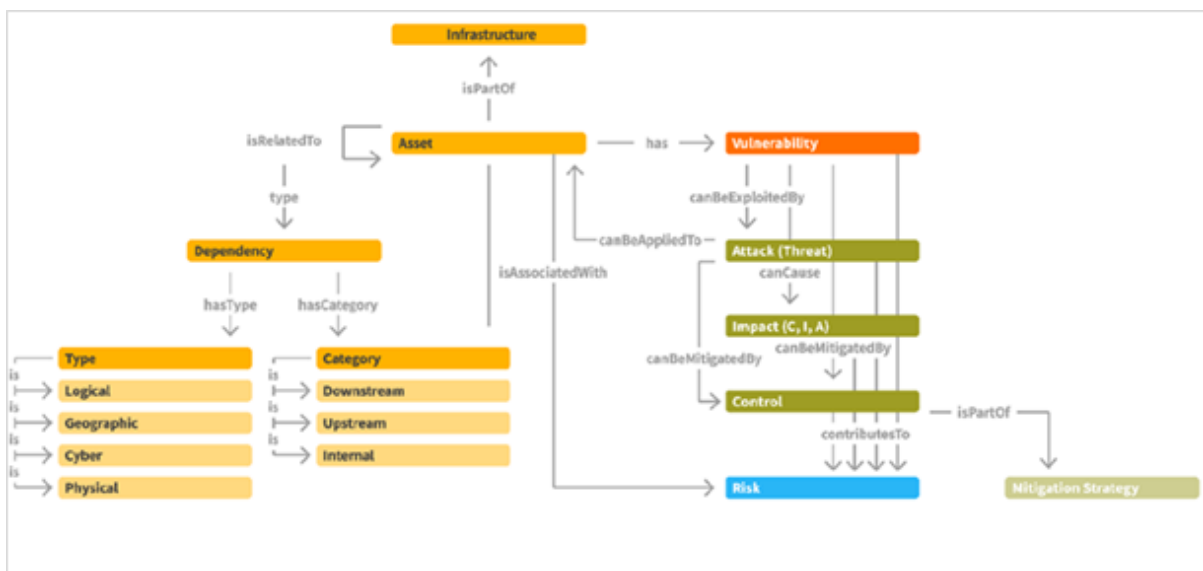 Infrastructure
isPartOf
isRelatedTo
Asset
has
Vulnerability
type
canBeExploitedBy
canBeAppliedTo
Dependency
Attack (Threat)
isAssociatedWith
canCause
hasType
hasCategory
Impact (C, I, A)
canBeMitigatedBy
canBeMitigatedBy
Type
Category
is
is
Logical
Downstream
Control
isPartOf
is
is
Geographic
Upstream
contributesTo
is
is
Cyber
Internal
is
Physical
Risk
Mitigation Strategy